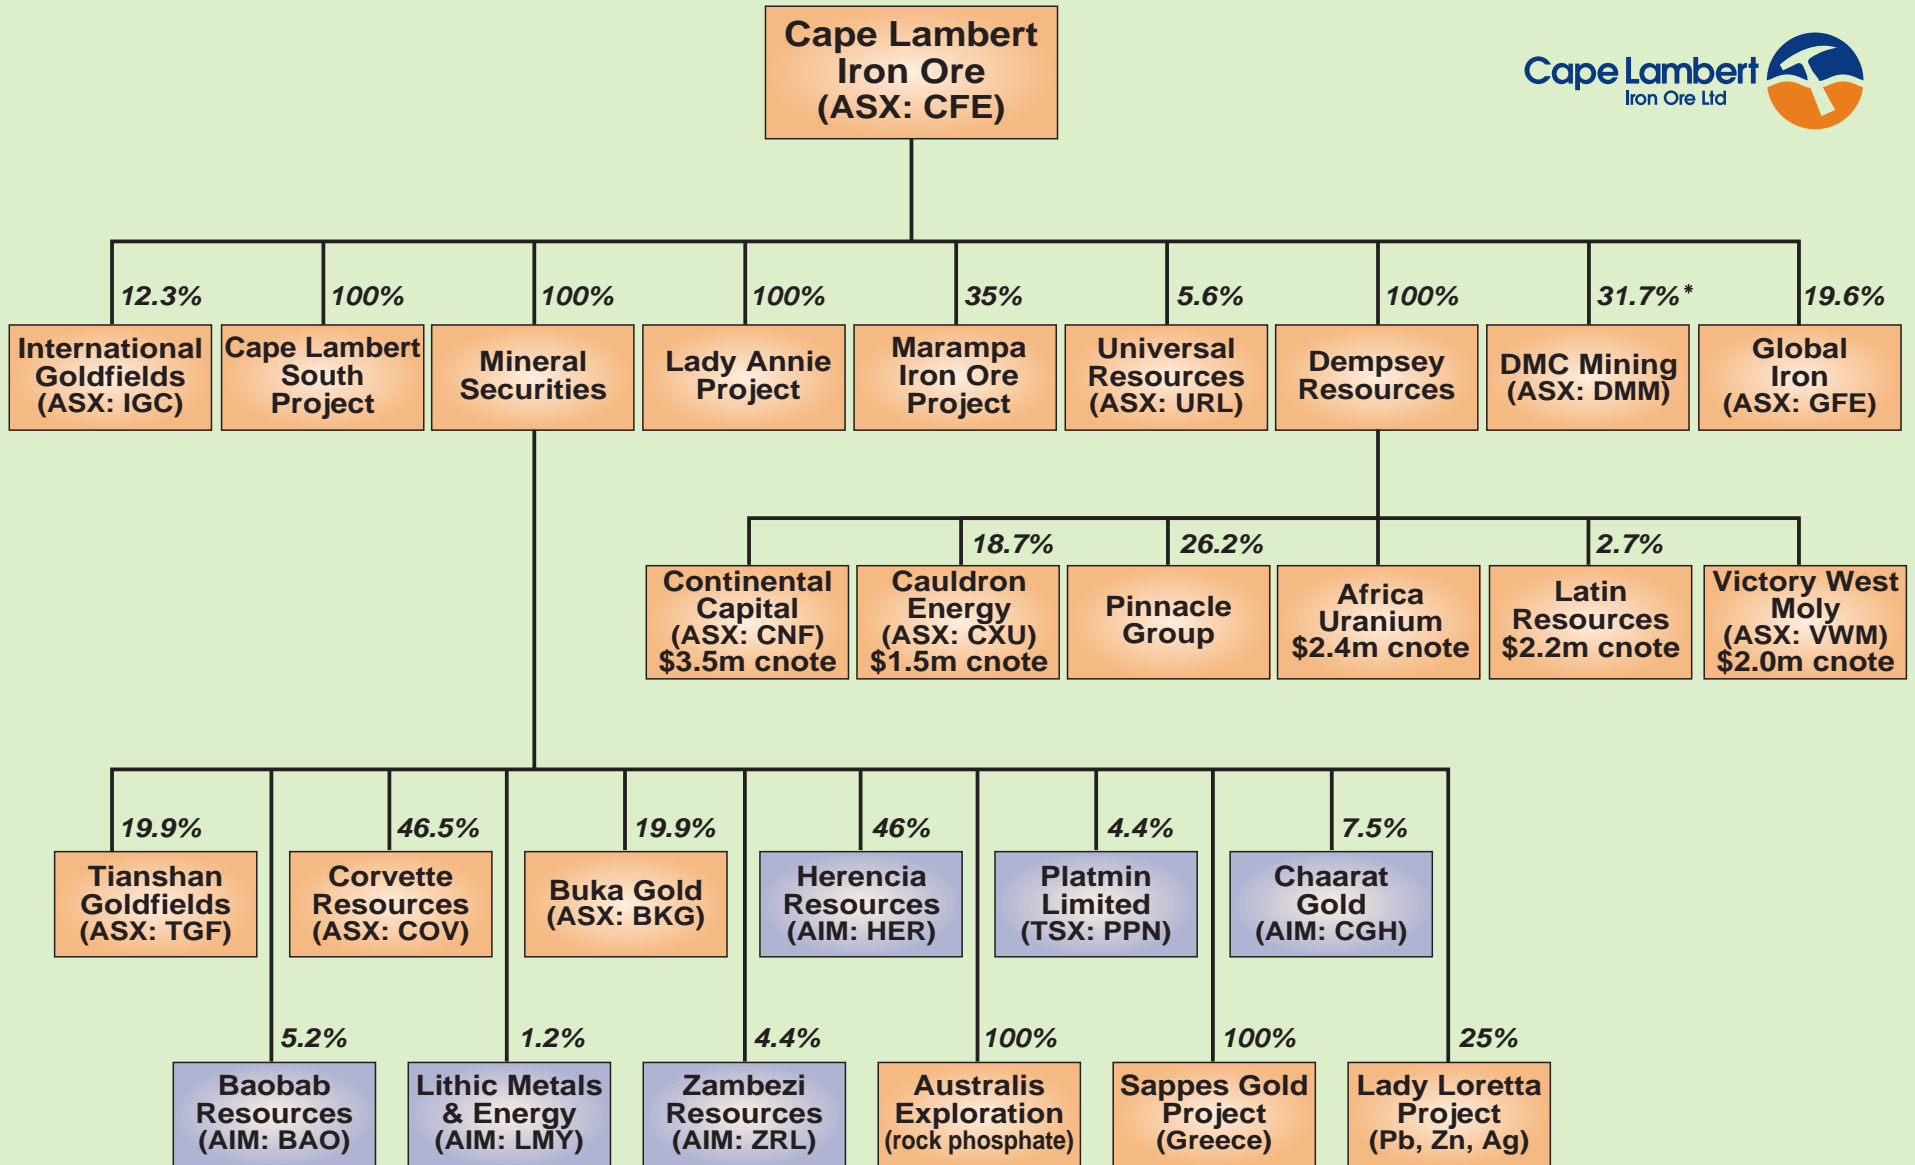 Cape Lambert
Iron Ore
(ASX: CFE)
Cape Lambert
Iron Ore Ltd
12.3%
100%
100%
100%
35%
5.6%
100%
31.7%*
19.6%
International
Goldfields
(ASX: IGC)
Cape Lambert
South
Project
Mineral
Securities
Lady Annie
Project
Marampa
Iron Ore
Project
Universal
Resources
(ASX: URL)
Dempsey
Resources
DMC Mining
(ASX: DMM)
Global
Iron
(ASX: GFE)
18.7%
26.2%
2.7%
Continental
Capital
(ASX: CNF)
$3.5m cnote
Cauldron
Energy
(ASX: CXU)
$1.5m cnote
Pinnacle
Group
Africa
Uranium
$2.4m cnote
Latin
Resources
$2.2m cnote
Victory West
Moly
(ASX: VWM)
$2.0m cnote
19.9%
46.5%
19.9%
46%
4.4%
7.5%
Tianshan
Goldfields
(ASX: TGF)
Corvette
Resources
(ASX: COV)
Buka Gold
(ASX: BKG)
Herencia
Resources
(AIM: HER)
Platmin
Limited
(TSX: PPN)
Chaarat
Gold
(AIM: CGH)
5.2%
1.2%
4.4%
100%
100%
25%
Baobab
Resources
(AIM: BAO)
Lithic Metals
& Energy
(AIM: LMY)
Zambezi
Resources
(AIM: ZRL)
Australis
Exploration
(rock phosphate)
Sappes Gold
Project
(Greece)
Lady Loretta
Project
(Pb, Zn, Ag)